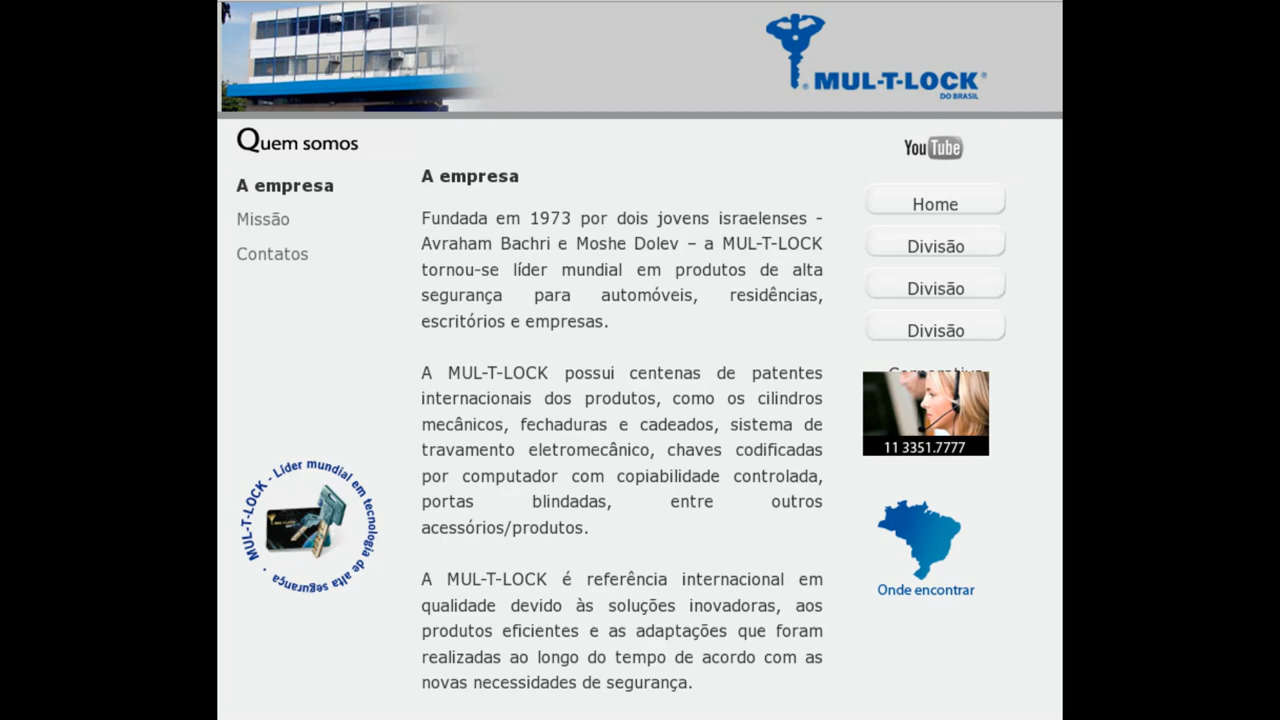 MUL-T-LOCK®
DO BRASIL
Quem somos
A empresa
Missão
Contatos
A empresa
Fundada em 1973 por dois jovens israelenses -
Avraham Bachri e Moshe Dolev – a MUL-T-LOCK
tornou-se líder mundial em produtos de alta
segurança para automóveis, residências,
escritórios e empresas.
A MUL-T-LOCK possui centenas de patentes
internacionais dos produtos, como os cilindros
mecânicos, fechaduras e cadeados, sistema de
travamento eletromecânico, chaves codificadas
por computador com copiabilidade controlada,
portas blindadas, entre outros
acessórios/produtos.
A MUL-T-LOCK é referência internacional em
qualidade devido às soluções inovadoras, aos
produtos eficientes e as adaptações que foram
realizadas ao longo do tempo de acordo com as
novas necessidades de segurança.
YouTube
Home
Divisão
Divisão
Divisão
11 3351.7777
Onde encontrar
MUL-T-LOCK - Líder mundial em tecnologia de alta segurança ·